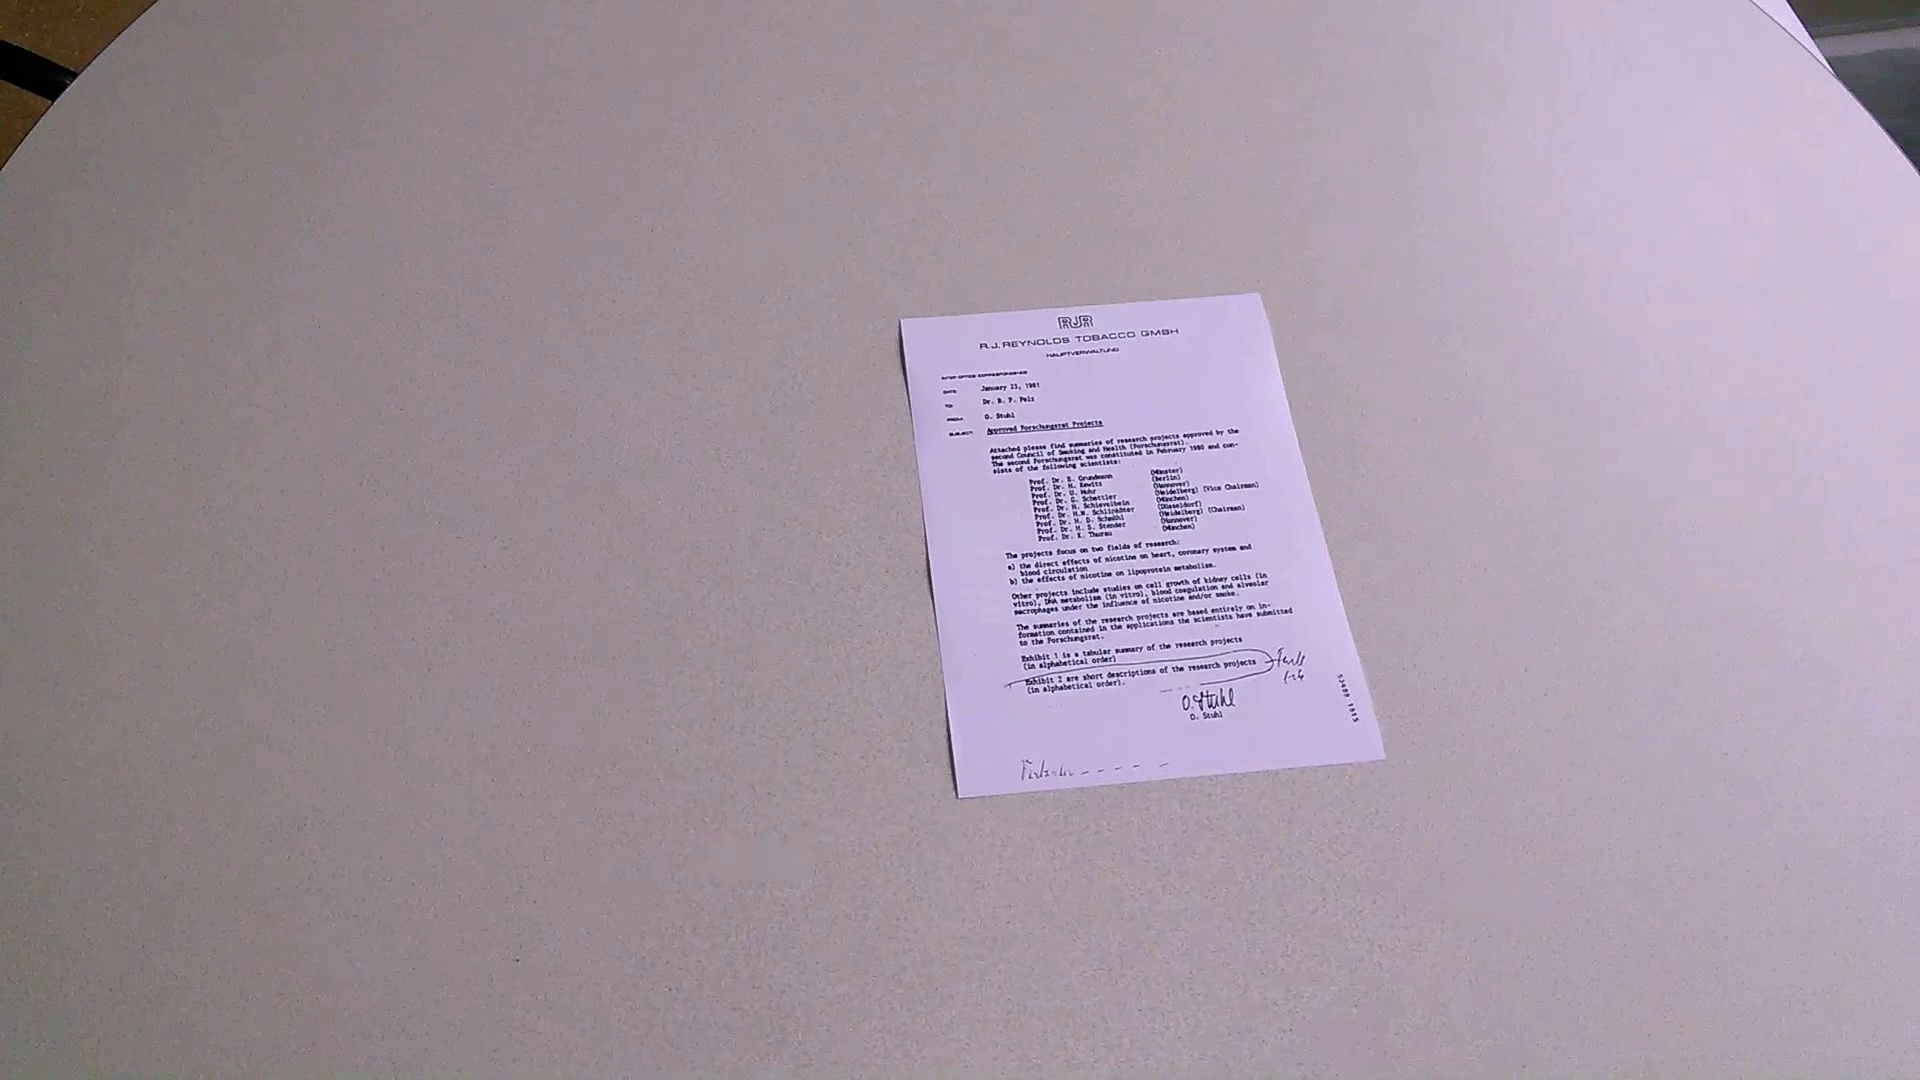 RJR
R.J. REYNOLDS TOBACCO GMBH
HAUPTVERWALTUNG
INTER-OFFICE CORRESPONDENCE
DATE: January 23, 1981
TO: Dr. B. F. Pelz
FROM: O. Stuhl
SUBJECT: Approved Forschungsrat Projects
Attached please find summaries of research projects approved by the
second Council of Smoking and Health (Forschungsrat).
The second Forschungsrat was constituted in February 1980 and con-
sists of the following scientists:
Prof. Dr. E. Grundmann (Münster)
Prof. Dr. H. Kewitz (Berlin)
Prof. Dr. U. Mohr (Hannover)
Prof. Dr. G. Schettler (Heidelberg) (Vice Chairman)
Prof. Dr. H. Schievelbein (München)
Prof. Dr. H.W. Schlipköter (Düsseldorf)
Prof. Dr. H. D. Schmähl (Heidelberg) (Chairman)
Prof. Dr. H. S. Stender (Hannover)
Prof. Dr. K. Thurau (München)
The projects focus on two fields of research:
a) the direct effects of nicotine on heart, coronary system and
blood circulation
b) the effects of nicotine on lipoprotein metabolism.
Other projects include studies on cell growth of kidney cells (in
vitro), DNA metabolism (in vitro), blood coagulation and alveolar
macrophages under the influence of nicotine and/or smoke.
The summaries of the research projects are based entirely on in-
formation contained in the applications the scientists have submitted
to the Forschungsrat.
Exhibit 1 is a tabular summary of the research projects
(in alphabetical order)
Exhibit 2 are short descriptions of the research projects
(in alphabetical order).
O. Stuhl
O. Stuhl